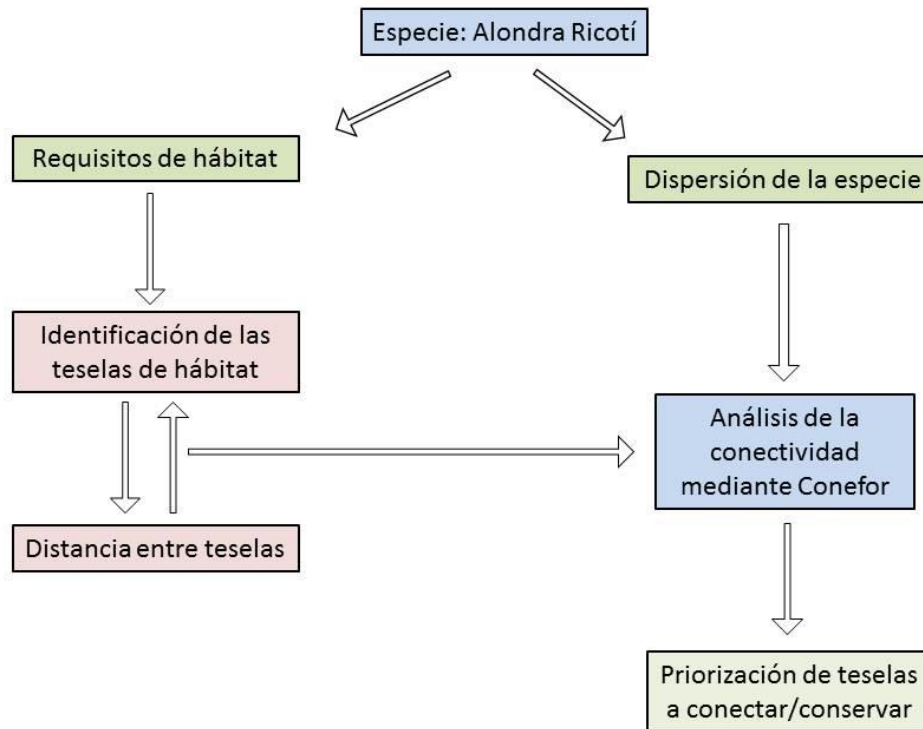 Especie: Alondra Ricotí
Requisitos de hábitat
Dispersión de la especie
Identificación de las
teselas de hábitat
Análisis de la
conectividad
mediante Conefor
Distancia entre teselas
Priorización de teselas
a conectar/conservar